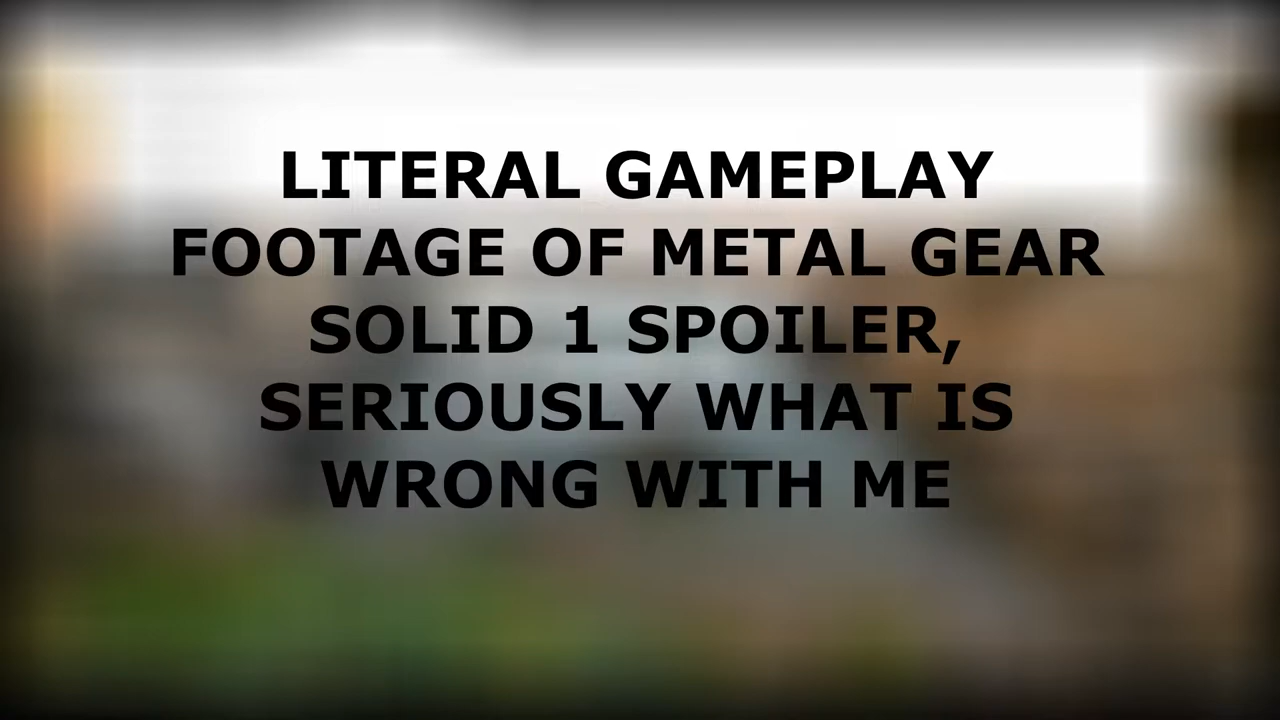 LITERAL GAMEPLAY
FOOTAGE OF METAL GEAR
SOLID 1 SPOILER,
SERIOUSLY WHAT IS
WRONG WITH ME